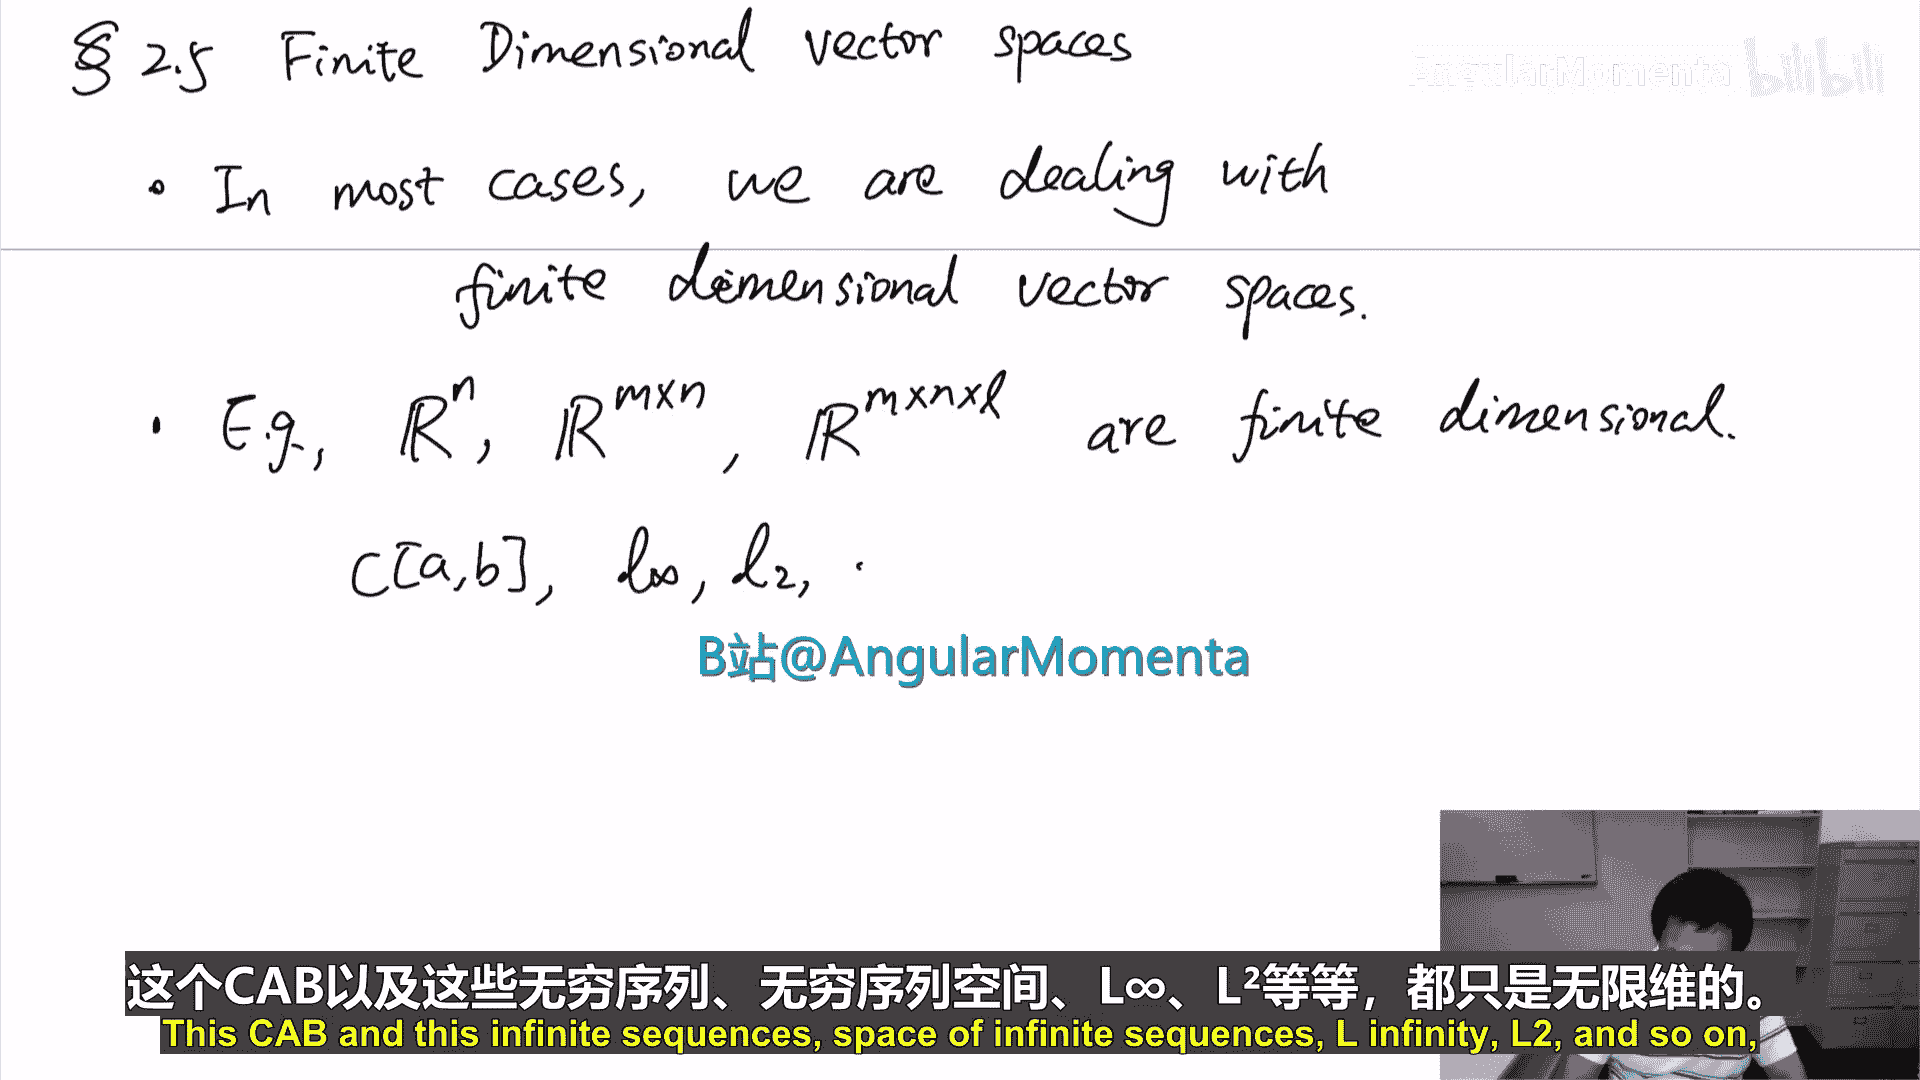 § 2.5 Finite Dimensional vector spaces
AngularMomenta bilibili
• In most cases, we are dealing with
finite dimensional vector spaces.
• E.g., ℝⁿ, ℝ^{m×n}, ℝ^{m×n×l} are finite dimensional.
C[a,b], l∞, l₂, ·
B站@AngularMomenta
这个CAB以及这些无穷序列、无穷序列空间、L∞、L²等等，都只是无限维的。
This CAB and this infinite sequences, space of infinite sequences, L infinity, L2, and so on,